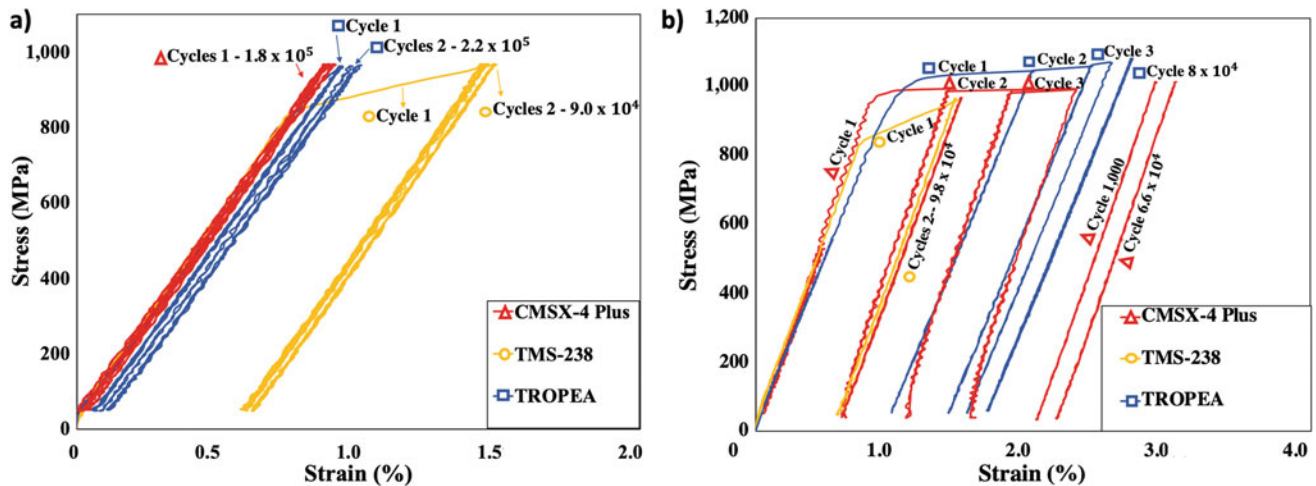 a)
Cycle 1
Cycles 1 - 1.8 x 10⁵
Cycles 2 - 2.2 x 10⁵
Cycle 1
Cycles 2 - 9.0 x 10⁴
1,000
800
600
400
200
0
Stress (MPa)
CMSX-4 Plus
TMS-238
TROPEA
0
0.5
1.0
1.5
2.0
Strain (%)
b)
1,200
1,000
800
600
400
200
0
Stress (MPa)
Cycle 1
Cycle 2
Cycle 3
Cycle 2
Cycle 3
Cycle 8 x 10⁴
Cycle 1
Cycle 1
Cycles 2-- 9.8 x 10⁴
Cycle 1,000
Cycle 6.6 x 10⁴
CMSX-4 Plus
TMS-238
TROPEA
0
1.0
2.0
3.0
4.0
Strain (%)